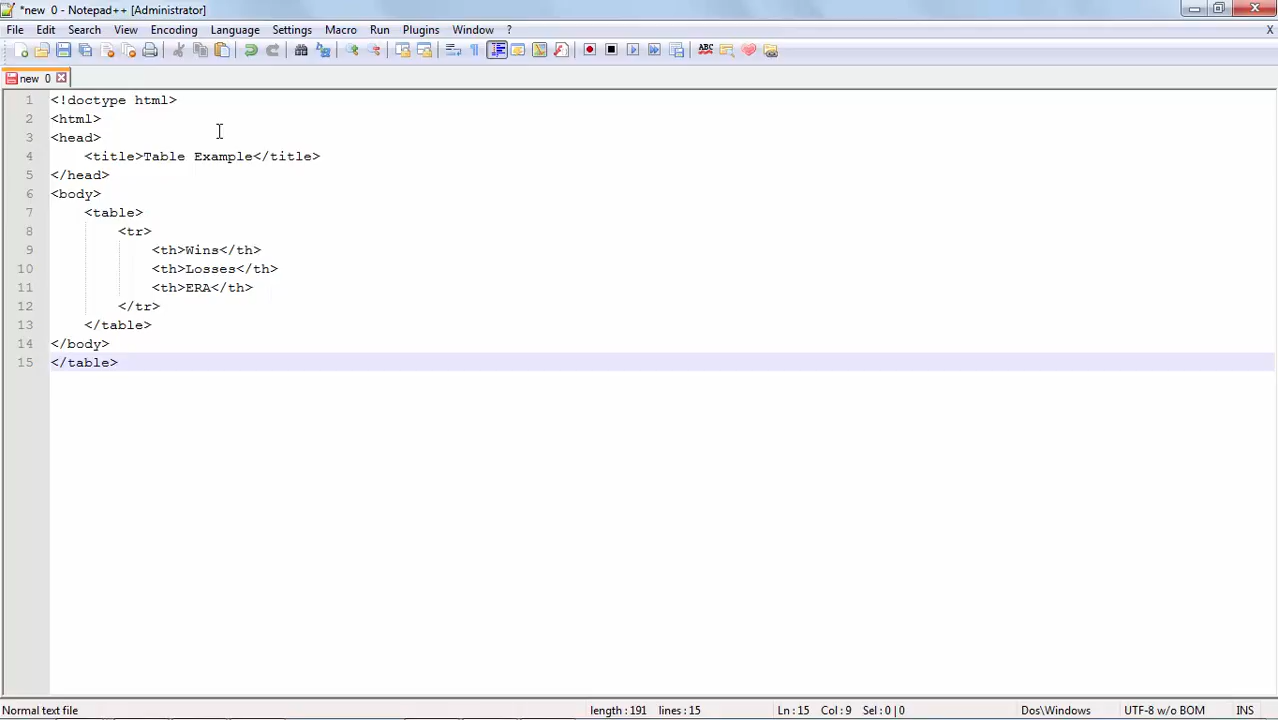 *new 0 - Notepad++ [Administrator]
File Edit Search View Encoding Language Settings Macro Run Plugins Window ? X
ABC
new 0
1 <!doctype html>
2 <html>
3 <head>
4 <title>Table Example</title>
5 </head>
6 <body>
7 <table>
8 <tr>
9 <th>Wins</th>
10 <th>Losses</th>
11 <th>ERA</th>
12 </tr>
13 </table>
14 </body>
15 </table>
Normal text file length : 191 lines : 15 Ln : 15 Col : 9 Sel : 0 | 0 Dos\Windows UTF-8 w/o BOM INS